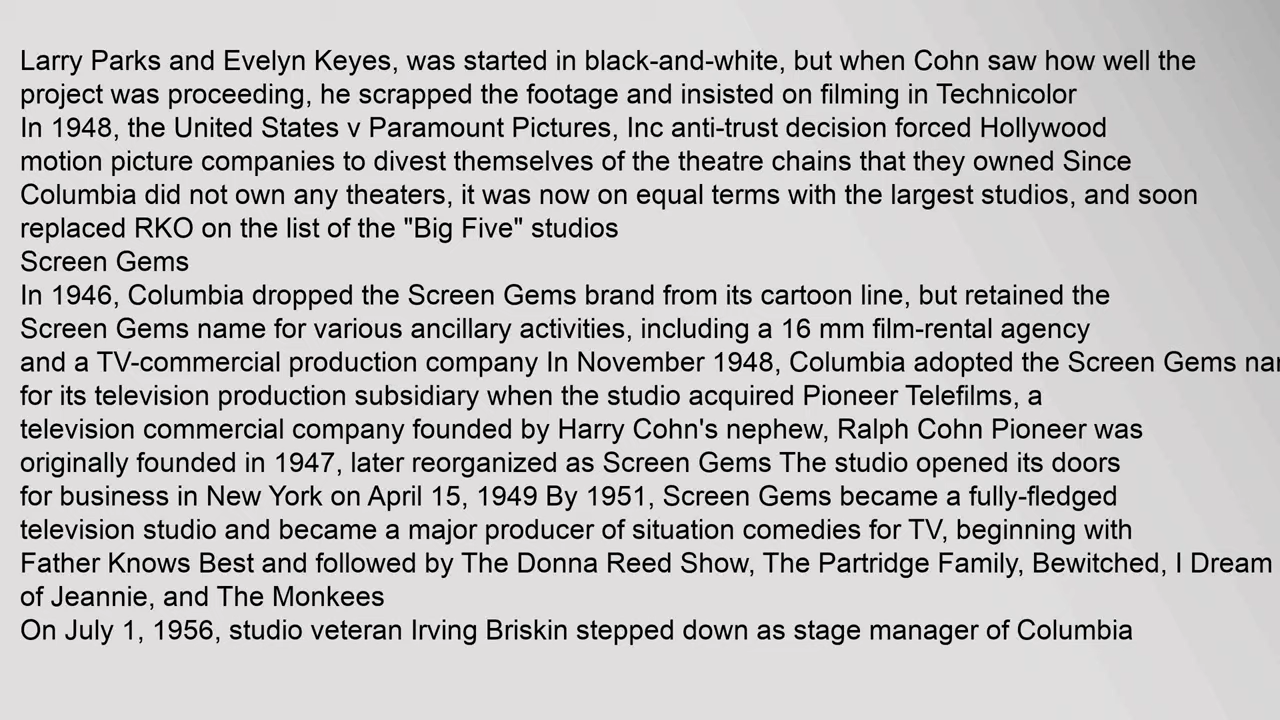 Larry Parks and Evelyn Keyes, was started in black-and-white, but when Cohn saw how well the
project was proceeding, he scrapped the footage and insisted on filming in Technicolor
In 1948, the United States v Paramount Pictures, Inc anti-trust decision forced Hollywood
motion picture companies to divest themselves of the theatre chains that they owned Since
Columbia did not own any theaters, it was now on equal terms with the largest studios, and soon
replaced RKO on the list of the "Big Five" studios
Screen Gems
In 1946, Columbia dropped the Screen Gems brand from its cartoon line, but retained the
Screen Gems name for various ancillary activities, including a 16 mm film-rental agency
and a TV-commercial production company In November 1948, Columbia adopted the Screen Gems
for its television production subsidiary when the studio acquired Pioneer Telefilms, a
television commercial company founded by Harry Cohn's nephew, Ralph Cohn Pioneer was
originally founded in 1947, later reorganized as Screen Gems The studio opened its doors
for business in New York on April 15, 1949 By 1951, Screen Gems became a fully-fledged
television studio and became a major producer of situation comedies for TV, beginning with
Father Knows Best and followed by The Donna Reed Show, The Partridge Family, Bewitched, I Dream
of Jeannie, and The Monkees
On July 1, 1956, studio veteran Irving Briskin stepped down as stage manager of Columbia